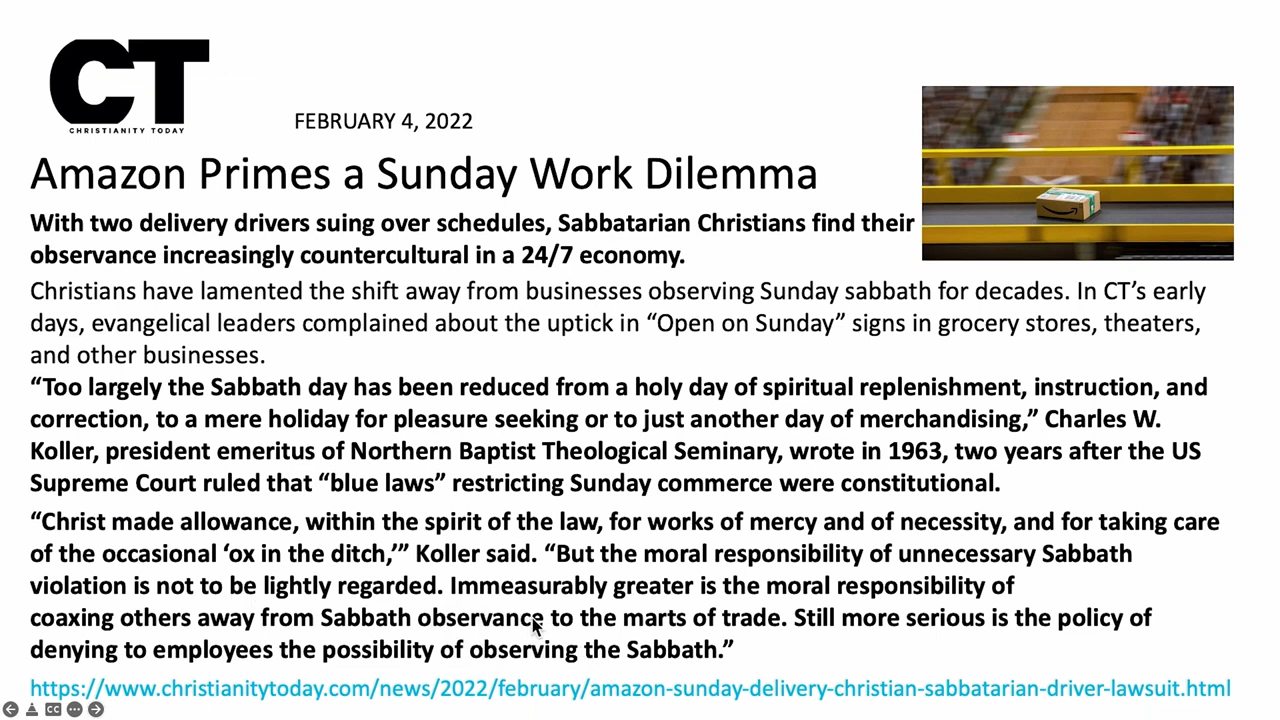 CT
CHRISTIANITY TODAY
FEBRUARY 4, 2022
Amazon Primes a Sunday Work Dilemma
With two delivery drivers suing over schedules, Sabbatarian Christians find their
observance increasingly countercultural in a 24/7 economy.
Christians have lamented the shift away from businesses observing Sunday sabbath for decades. In CT’s early
days, evangelical leaders complained about the uptick in “Open on Sunday” signs in grocery stores, theaters,
and other businesses.
“Too largely the Sabbath day has been reduced from a holy day of spiritual replenishment, instruction, and
correction, to a mere holiday for pleasure seeking or to just another day of merchandising,” Charles W.
Koller, president emeritus of Northern Baptist Theological Seminary, wrote in 1963, two years after the US
Supreme Court ruled that “blue laws” restricting Sunday commerce were constitutional.
“Christ made allowance, within the spirit of the law, for works of mercy and of necessity, and for taking care
of the occasional ‘ox in the ditch,’” Koller said. “But the moral responsibility of unnecessary Sabbath
violation is not to be lightly regarded. Immeasurably greater is the moral responsibility of
coaxing others away from Sabbath observance to the marts of trade. Still more serious is the policy of
denying to employees the possibility of observing the Sabbath.”
https://www.christianitytoday.com/news/2022/february/amazon-sunday-delivery-christian-sabbatarian-driver-lawsuit.html
CC